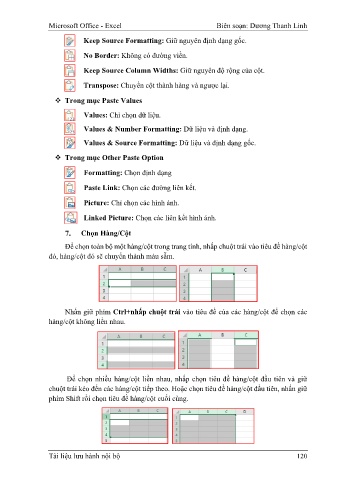 Microsoft Office - Excel Biên soạn: Dương Thanh Linh
Keep Source Formatting: Giữ nguyên định dạng gốc.
No Border: Không có đường viền.
Keep Source Column Widths: Giữ nguyên độ rộng của cột.
Transpose: Chuyển cột thành hàng và ngược lại.
❖ Trong mục Paste Values
Values: Chỉ chọn dữ liệu.
Values & Number Formatting: Dữ liệu và định dạng.
Values & Source Formatting: Dữ liệu và định dạng gốc.
❖ Trong mục Other Paste Option
Formatting: Chọn định dạng
Paste Link: Chọn các đường liên kết.
Picture: Chỉ chọn các hình ảnh.
Linked Picture: Chọn các liên kết hình ảnh.
7. Chọn Hàng/Cột
Để chọn toàn bộ một hàng/cột trong trang tính, nhấp chuột trái vào tiêu đề hàng/cột
đó, hàng/cột đó sẽ chuyển thành màu sẫm.
A B C A B C
1 1
2 2
3 3
4 4
Nhấn giữ phím Ctrl+nhấp chuột trái vào tiêu đề của các hàng/cột để chọn các
hàng/cột không liền nhau.
A B C A B C
1 1
2 2
3 3
4 4
Để chọn nhiều hàng/cột liền nhau, nhấp chọn tiêu đề hàng/cột đầu tiên và giữ
chuột trái kéo đến các hàng/cột tiếp theo. Hoặc chọn tiêu đề hàng/cột đầu tiên, nhấn giữ
phím Shift rồi chọn tiêu đề hàng/cột cuối cùng.
A B C A B C D
1 1
2 2
3 3
4 4
5 5
Tài liệu lưu hành nội bộ 120